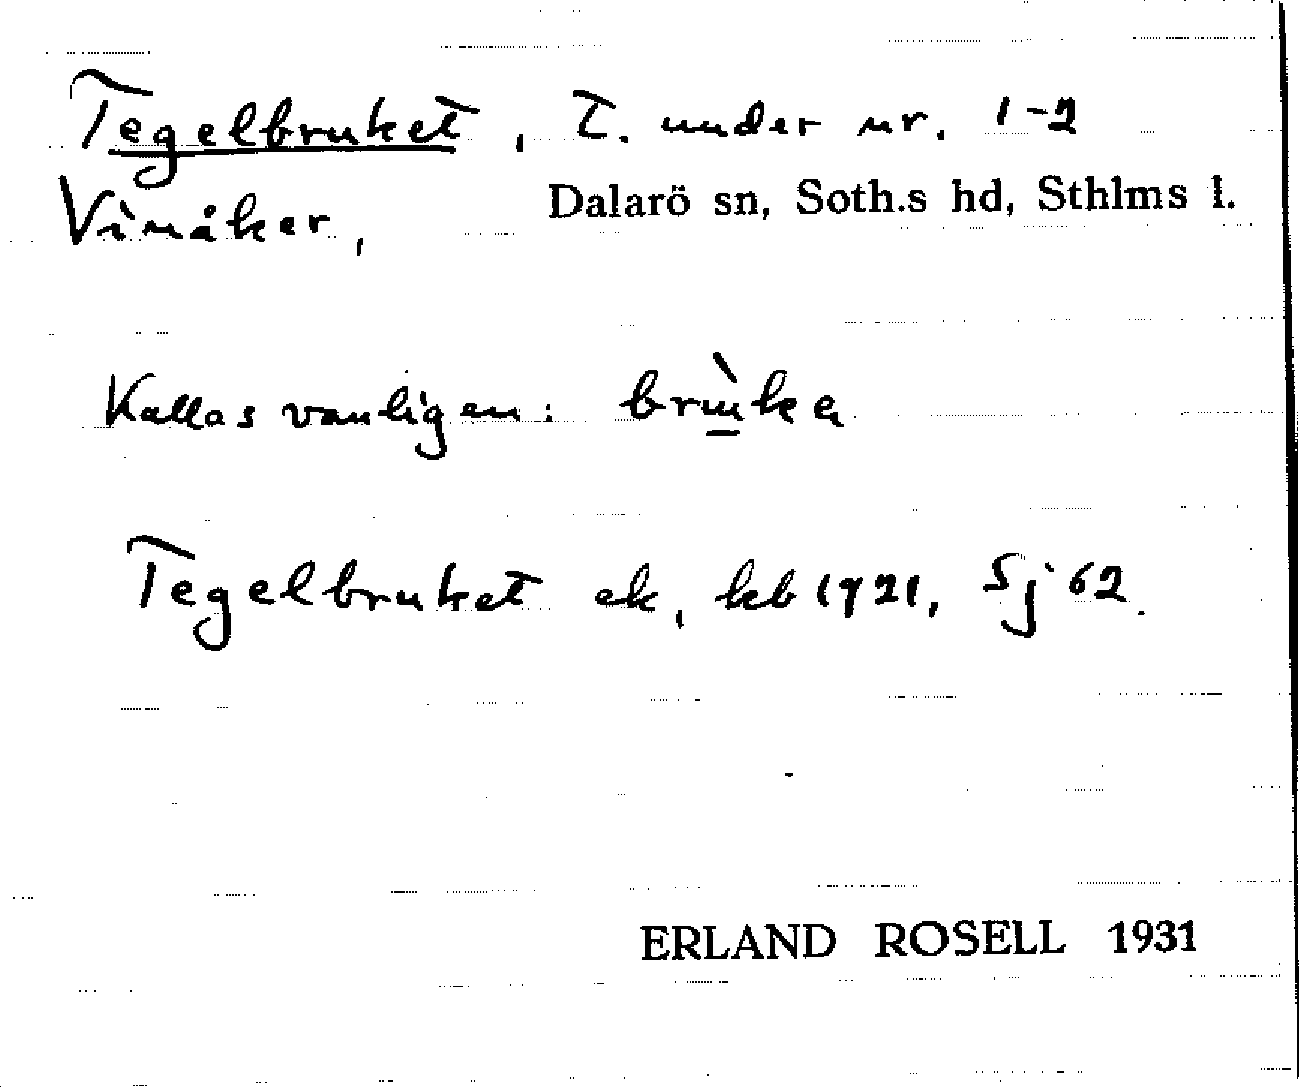 Tegelbruket, T. under nr. 1-2
Vinåker, Dalarö sn, Soth.s hd, Sthlms l.
Kallas vanligen: brùka
Tegelbruket ek, kb 1921, Sj 62.
ERLAND ROSELL 1931